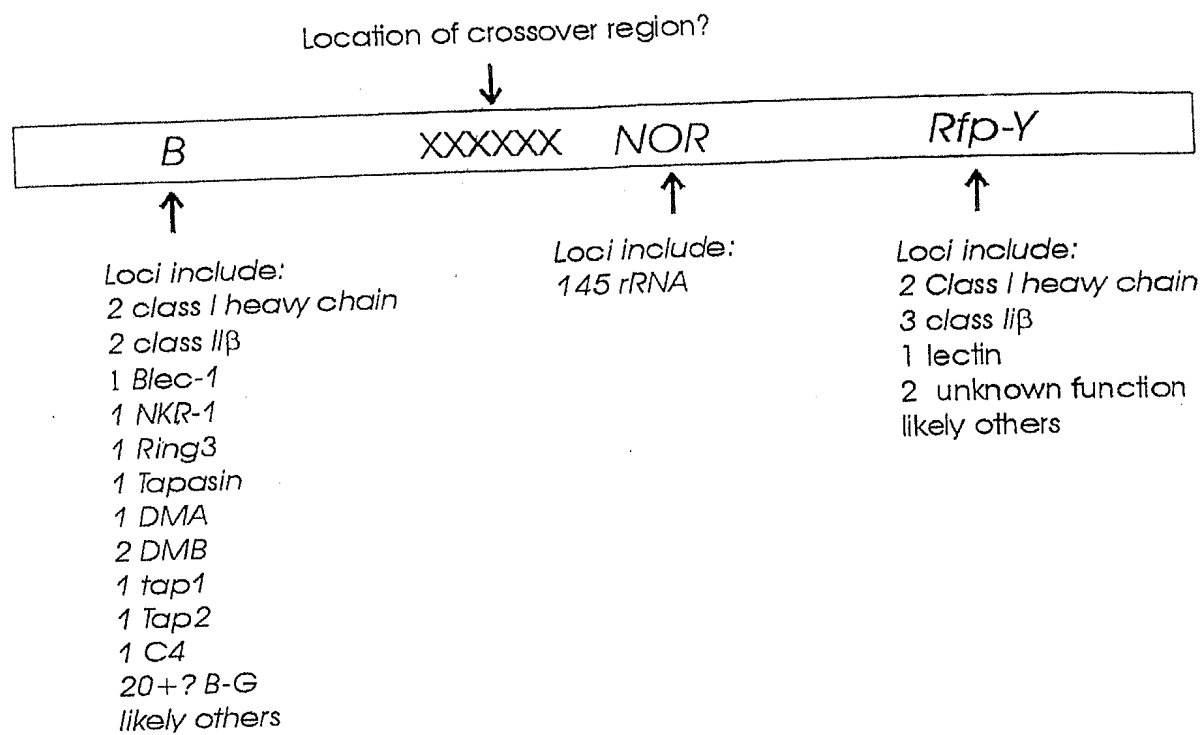 Location of crossover region?
B XXXXXX NOR Rfp-Y
Loci include:
2 class I heavy chain
2 class IIβ
1 Blec-1
1 NKR-1
1 Ring3
1 Tapasin
1 DMA
2 DMB
1 tap1
1 Tap2
1 C4
20+? B-G
likely others
Loci include:
145 rRNA
Loci include:
2 Class I heavy chain
3 class Iiβ
1 lectin
2 unknown function
likely others